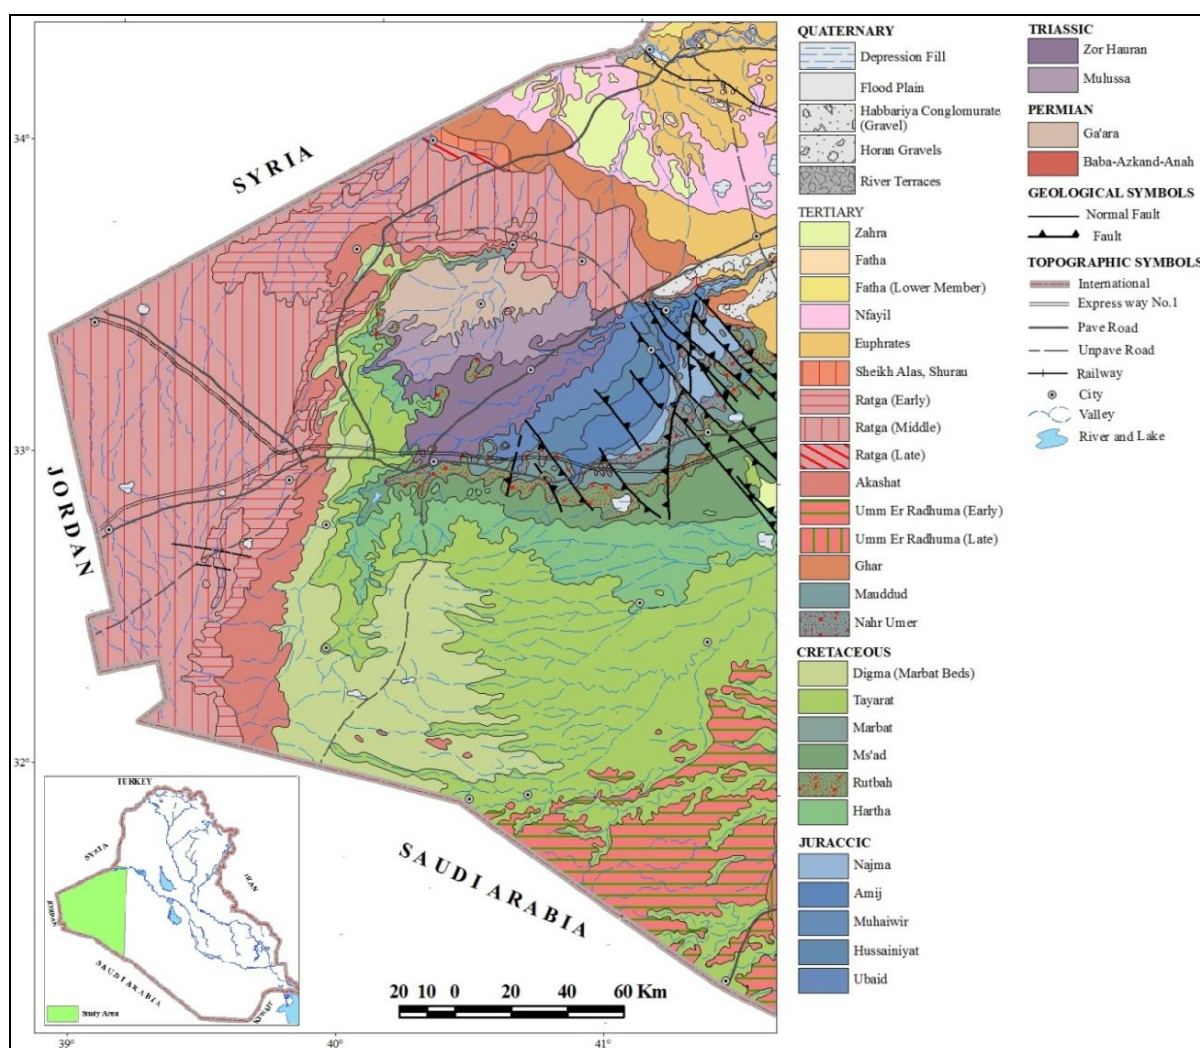 SYRIA
JORDAN
SAUDI ARABIA
34°
33°
32°
39°
40°
41°
20 10 0 20 40 60 Km
TURKEY
SYRIA
IRAN
JORDAN
SAUDI ARABIA
KUWAIT
Study Area
QUATERNARY
Depression Fill
Flood Plain
Habbariya Conglomurate
(Gravel)
Horan Gravels
River Terraces
TERTIARY
Zahra
Fatha
Fatha (Lower Member)
Nfayil
Euphrates
Sheikh Alas, Shurau
Ratga (Early)
Ratga (Middle)
Ratga (Late)
Akashat
Umm Er Radhuma (Early)
Umm Er Radhuma (Late)
Ghar
Mauddud
Nahr Umer
CRETACEOUS
Digma (Marbat Beds)
Tayarat
Marbat
Ms'ad
Rutbah
Hartha
JURACCIC
Najma
Amij
Muhaiwir
Hussainiyat
Ubaid
TRIASSIC
Zor Hauran
Mulussa
PERMIAN
Ga'ara
Baba-Azkand-Anah
GEOLOGICAL SYMBOLS
Normal Fault
Fault
TOPOGRAPHIC SYMBOLS
International
Express way No.1
Pave Road
Unpave Road
Railway
City
Valley
River and Lake